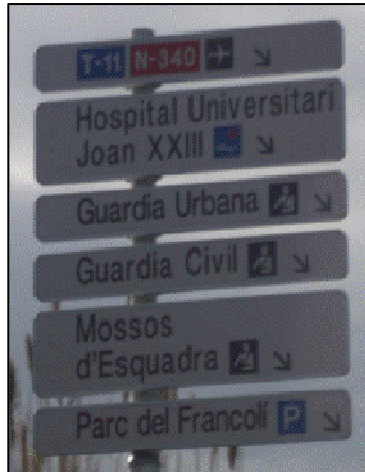 T-11 N-340
Hospital Universitari
Joan XXIII
Guardia Urbana
Guardia Civil
Mossos
d'Esquadra
Parc del Francolí P